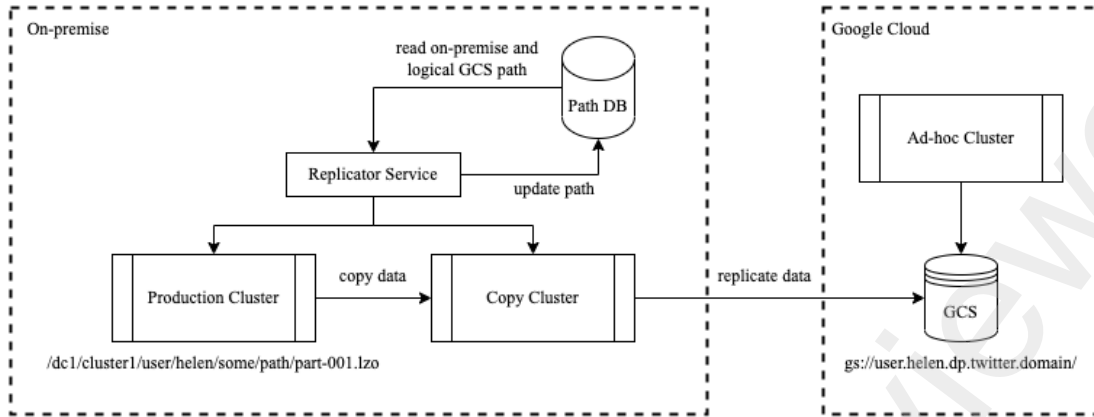 On-premise
Google Cloud
read on-premise and
logical GCS path
Path DB
Ad-hoc Cluster
Replicator Service
update path
Production Cluster
copy data
Copy Cluster
replicate data
GCS
/dc1/cluster1/user/helen/some/path/part-001.lzo
gs://user.helen.dp.twitter.domain/